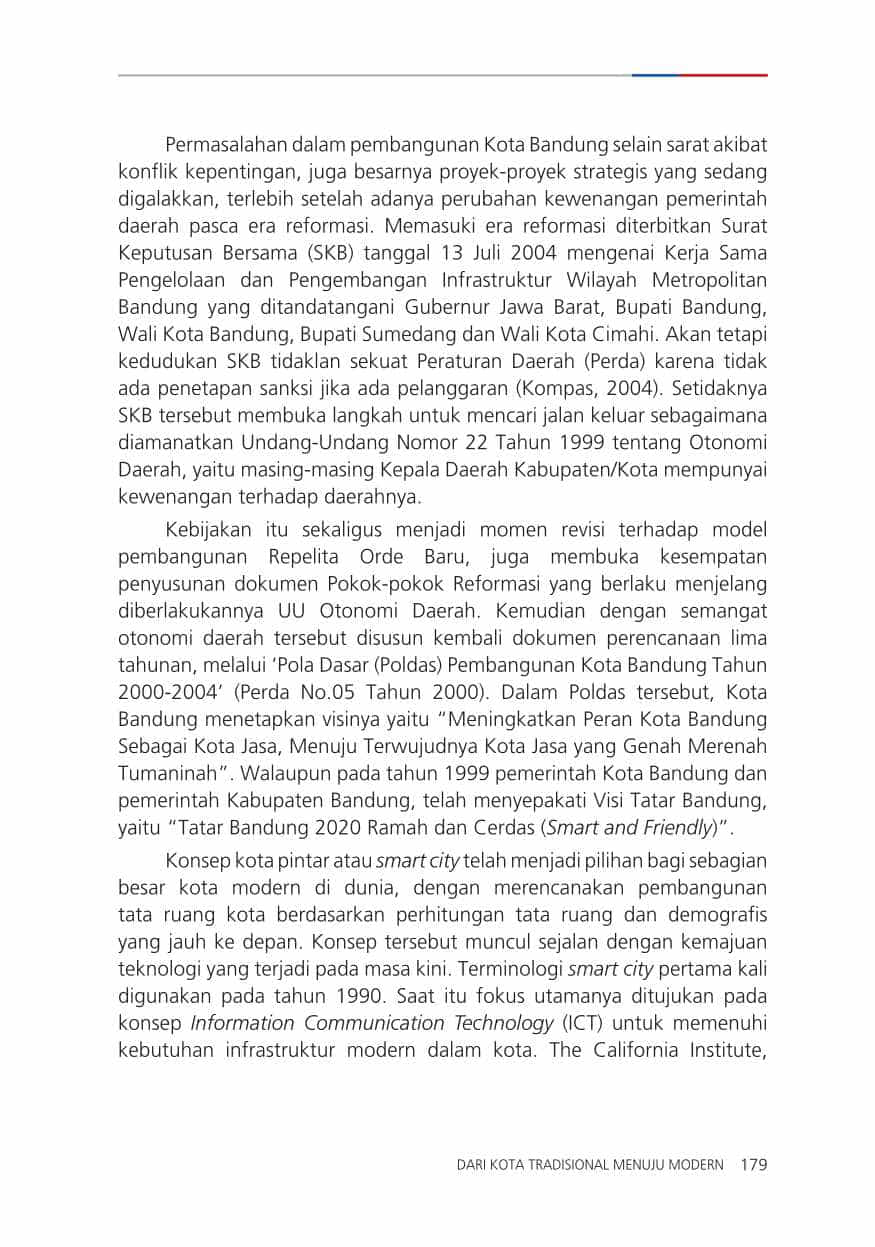 Permasalahan dalam pembangunan Kota Bandung selain sarat akibat
konflik kepentingan, juga besarnya proyek-proyek strategis yang sedang
digalakkan, terlebih setelah adanya perubahan kewenangan pemerintah
daerah pasca era reformasi. Memasuki era reformasi diterbitkan Surat
Keputusan Bersama (SKB) tanggal 13 Juli 2004 mengenai Kerja Sama
Pengelolaan dan Pengembangan Infrastruktur Wilayah Metropolitan
Bandung yang ditandatangani Gubernur Jawa Barat, Bupati Bandung,
Wali Kota Bandung, Bupati Sumedang dan Wali Kota Cimahi. Akan tetapi
kedudukan SKB tidaklan sekuat Peraturan Daerah (Perda) karena tidak
ada penetapan sanksi jika ada pelanggaran (Kompas, 2004). Setidaknya
SKB tersebut membuka langkah untuk mencari jalan keluar sebagaimana
diamanatkan Undang-Undang Nomor 22 Tahun 1999 tentang Otonomi
Daerah, yaitu masing-masing Kepala Daerah Kabupaten/Kota mempunyai
kewenangan terhadap daerahnya.
Kebijakan itu sekaligus menjadi momen revisi terhadap model
pembangunan Repelita Orde Baru, juga membuka kesempatan
penyusunan dokumen Pokok-pokok Reformasi yang berlaku menjelang
diberlakukannya UU Otonomi Daerah. Kemudian dengan semangat
otonomi daerah tersebut disusun kembali dokumen perencanaan lima
tahunan, melalui ‘Pola Dasar (Poldas) Pembangunan Kota Bandung Tahun
2000-2004’ (Perda No.05 Tahun 2000). Dalam Poldas tersebut, Kota
Bandung menetapkan visinya yaitu “Meningkatkan Peran Kota Bandung
Sebagai Kota Jasa, Menuju Terwujudnya Kota Jasa yang Genah Merenah
Tumaninah”. Walaupun pada tahun 1999 pemerintah Kota Bandung dan
pemerintah Kabupaten Bandung, telah menyepakati Visi Tatar Bandung,
yaitu “Tatar Bandung 2020 Ramah dan Cerdas (Smart and Friendly)”.
Konsep kota pintar atau smart city telah menjadi pilihan bagi sebagian
besar kota modern di dunia, dengan merencanakan pembangunan
tata ruang kota berdasarkan perhitungan tata ruang dan demografis
yang jauh ke depan. Konsep tersebut muncul sejalan dengan kemajuan
teknologi yang terjadi pada masa kini. Terminologi smart city pertama kali
digunakan pada tahun 1990. Saat itu fokus utamanya ditujukan pada
konsep Information Communication Technology (ICT) untuk memenuhi
kebutuhan infrastruktur modern dalam kota. The California Institute,
DARI KOTA TRADISIONAL MENUJU MODERN 179